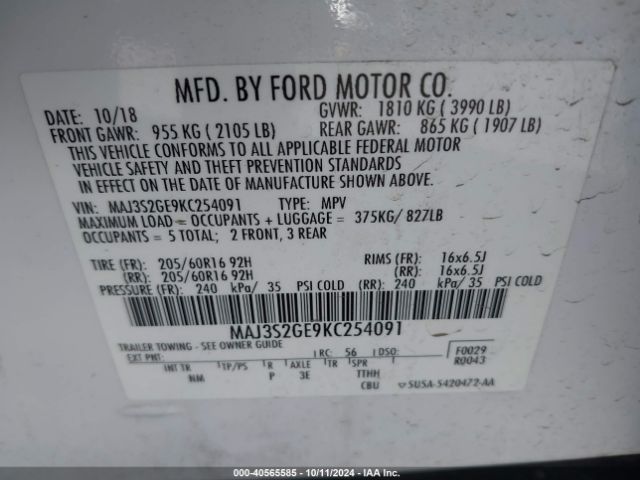 MFD. BY FORD MOTOR CO.
DATE: 10/18 GVWR: 1810 KG ( 3990 LB)
FRONT GAWR: 955 KG ( 2105 LB) REAR GAWR: 865 KG ( 1907 LB)
THIS VEHICLE CONFORMS TO ALL APPLICABLE FEDERAL MOTOR
VEHICLE SAFETY AND THEFT PREVENTION STANDARDS
IN EFFECT ON THE DATE OF MANUFACTURE SHOWN ABOVE.
VIN: MAJ3S2GE9KC254091 TYPE: MPV
MAXIMUM LOAD = OCCUPANTS + LUGGAGE = 375KG/ 827LB
OCCUPANTS = 5 TOTAL; 2 FRONT, 3 REAR
TIRE (FR): 205/60R16 92H RIMS (FR): 16x6.5J
(RR): 205/60R16 92H (RR): 16x6.5J
PRESSURE (FR): 240 kPa/ 35 PSI COLD (RR): 240 kPa/ 35 PSI COLD
MAJ3S2GE9KC254091
TRAILER TOWING - SEE OWNER GUIDE
EXT PNT: RC: 56 DSO: F0029
INT TR TP/PS R AXLE TR SPR R0043
NM P 3E TTHH
CBU SUSA-5420472-AA
000-40565585 - 10/11/2024 - IAA Inc.